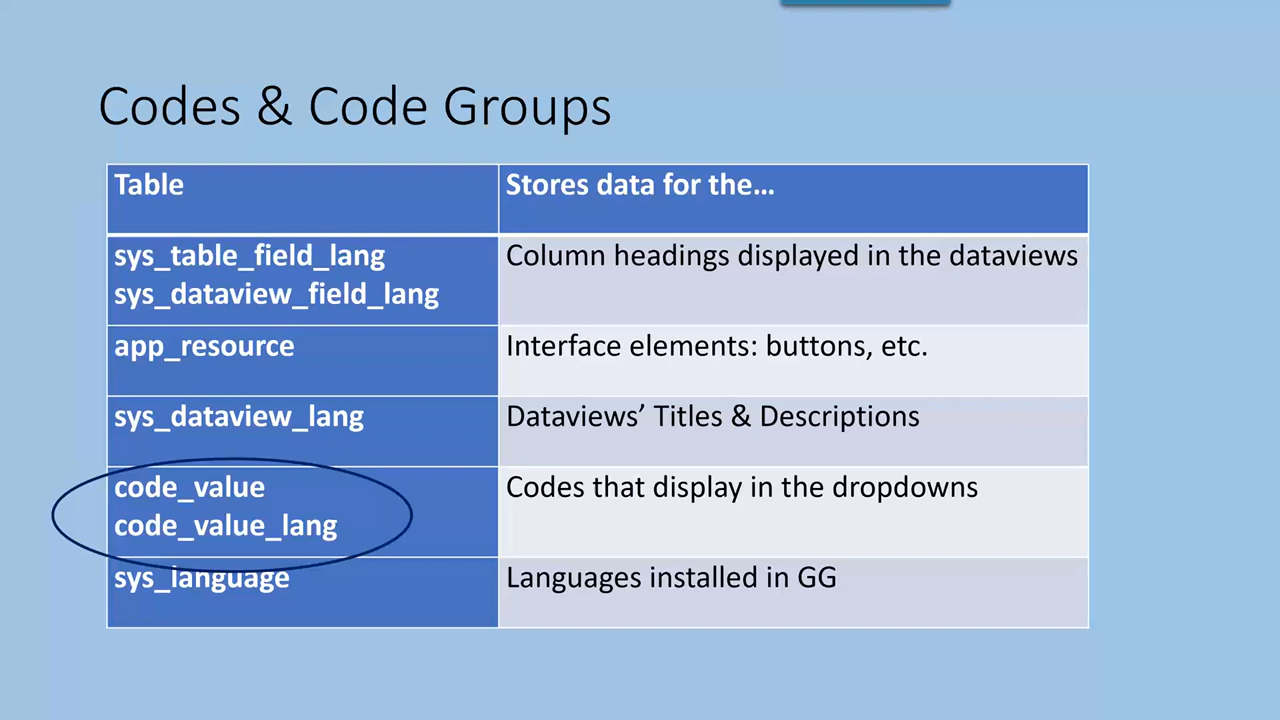 Codes & Code Groups
Table
Stores data for the…
sys_table_field_lang
sys_dataview_field_lang
Column headings displayed in the dataviews
app_resource
Interface elements: buttons, etc.
sys_dataview_lang
Dataviews’ Titles & Descriptions
code_value
code_value_lang
Codes that display in the dropdowns
sys_language
Languages installed in GG